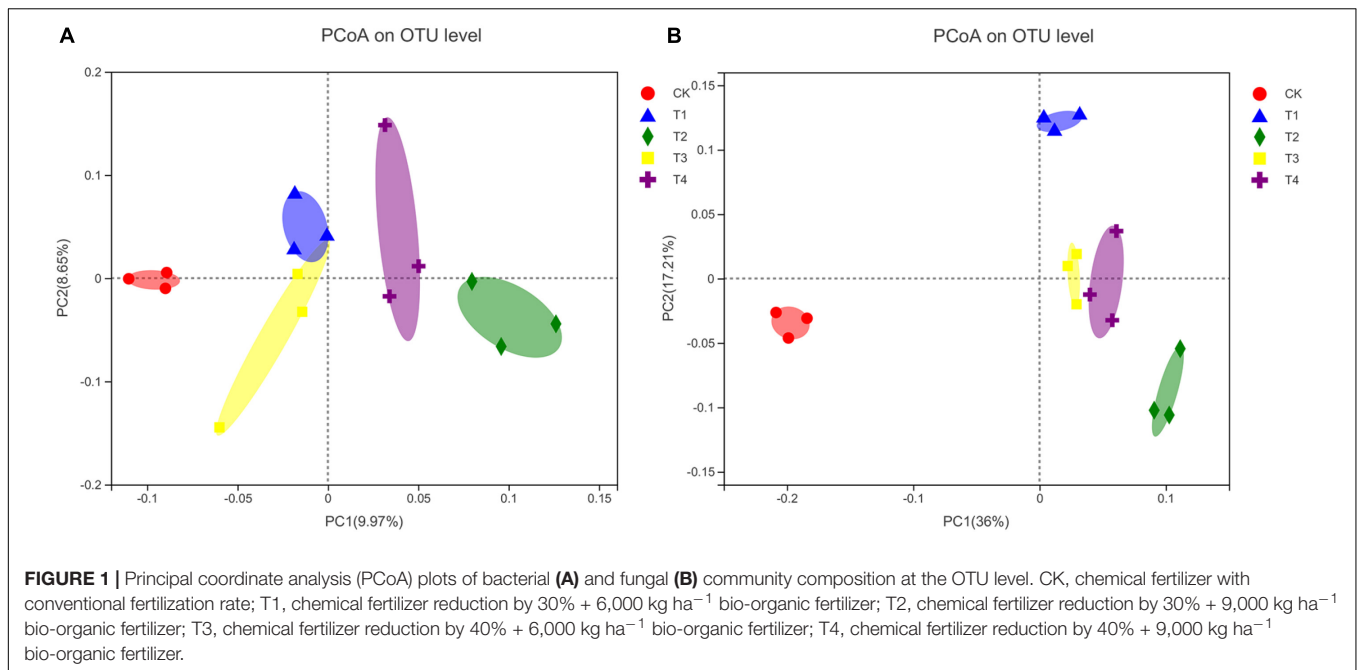 A
PCoA on OTU level
0.2
0.1
0
-0.1
-0.2
PC2(8.65%)
-0.1
-0.05
0
0.05
0.1
0.15
PC1(9.97%)
CK
T1
T2
T3
T4
B
PCoA on OTU level
0.15
0.1
0.05
0
-0.05
-0.1
-0.15
PC2(17.21%)
-0.2
-0.1
0
0.1
PC1(36%)
CK
T1
T2
T3
T4
FIGURE 1 | Principal coordinate analysis (PCoA) plots of bacterial (A) and fungal (B) community composition at the OTU level. CK, chemical fertilizer with
conventional fertilization rate; T1, chemical fertilizer reduction by 30% + 6,000 kg ha⁻¹ bio-organic fertilizer; T2, chemical fertilizer reduction by 30% + 9,000 kg ha⁻¹
bio-organic fertilizer; T3, chemical fertilizer reduction by 40% + 6,000 kg ha⁻¹ bio-organic fertilizer; T4, chemical fertilizer reduction by 40% + 9,000 kg ha⁻¹
bio-organic fertilizer.